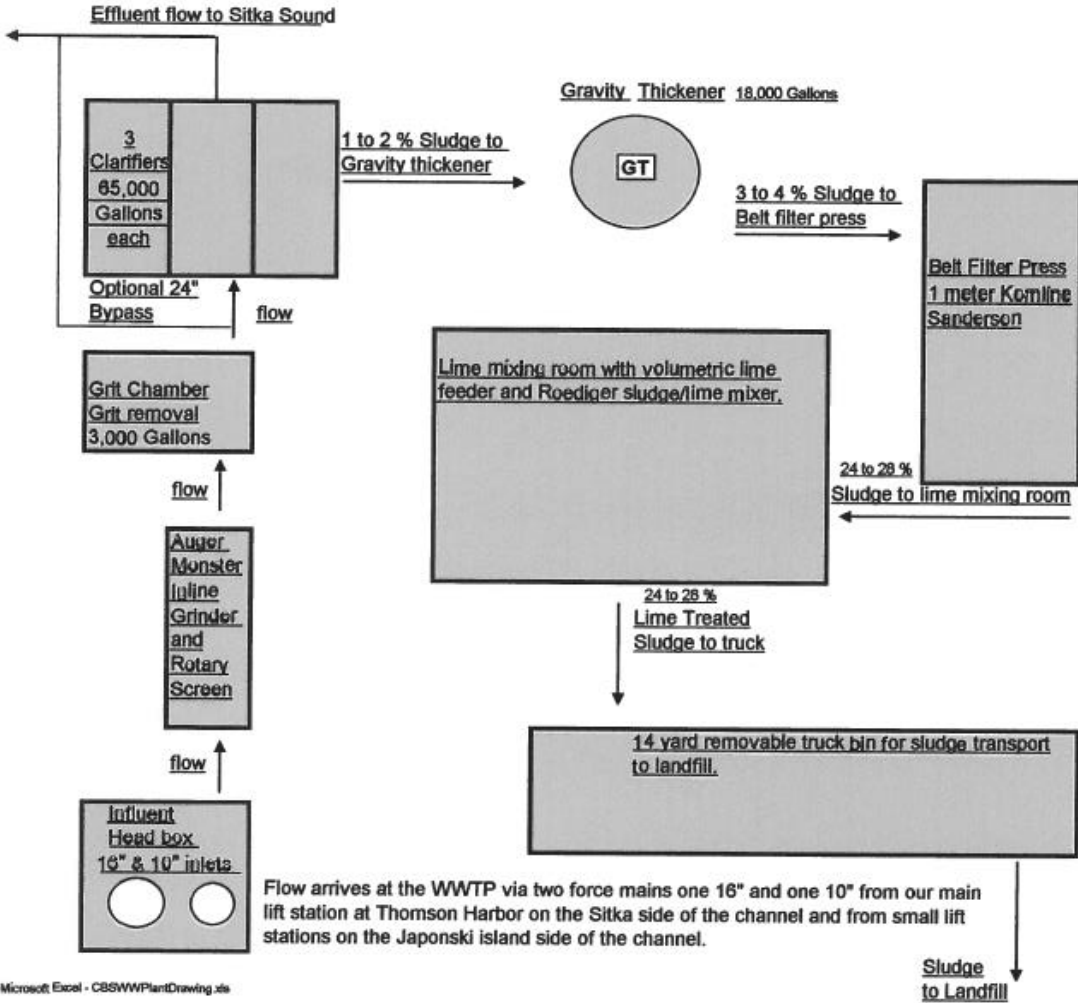 Effluent flow to Sitka Sound
Gravity Thickener 18,000 Gallons
3
Clarifiers
65,000
Gallons
each
1 to 2 % Sludge to
Gravity thickener
GT
3 to 4 % Sludge to
Belt filter press
Belt Filter Press
1 meter Komline
Sanderson
Optional 24"
Bypass
flow
Lime mixing room with volumetric lime
feeder and Roediger sludge/lime mixer.
Grit Chamber
Grit removal
3,000 Gallons
24 to 28 %
Sludge to lime mixing room
flow
Auger
Monster
Inline
Grinder
and
Rotary
Screen
24 to 28 %
Lime Treated
Sludge to truck
flow
14 yard removable truck bin for sludge transport
to landfill.
Influent
Head box
16" & 10" inlets
Flow arrives at the WWTP via two force mains one 16" and one 10" from our main
lift station at Thomson Harbor on the Sitka side of the channel and from small lift
stations on the Japonski island side of the channel.
Sludge
to Landfill
Microsoft Excel - CBSWWPlantDrawing.xls